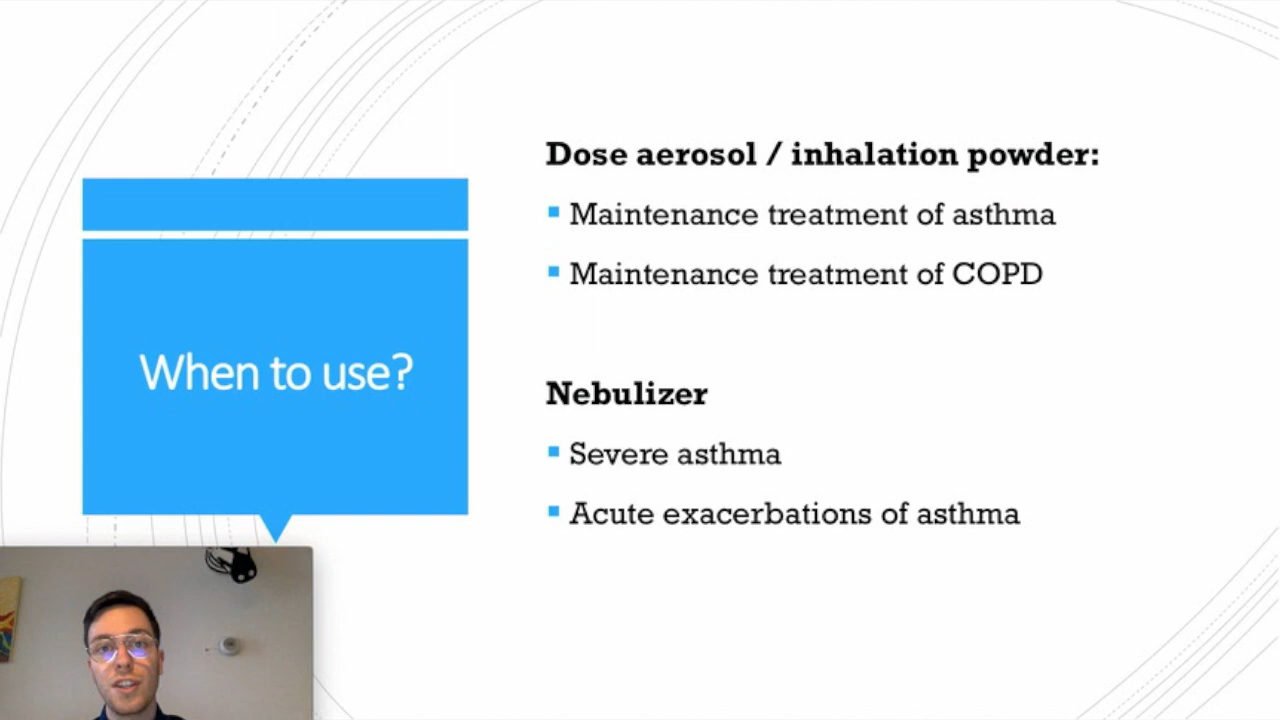 When to use?
Dose aerosol / inhalation powder:
Maintenance treatment of asthma
Maintenance treatment of COPD
Nebulizer
Severe asthma
Acute exacerbations of asthma